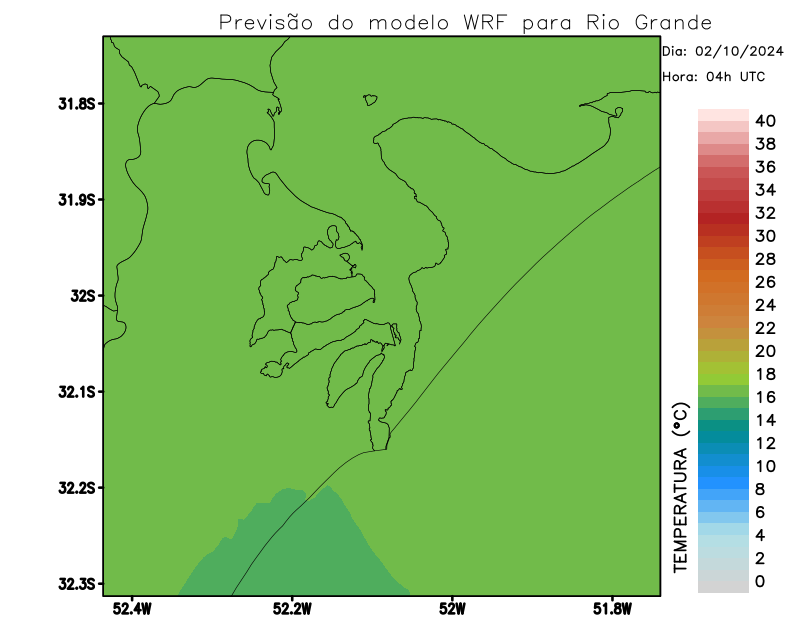 Previsão do modelo WRF para Rio Grande
Dia: 02/10/2024
Hora: 04h UTC
31.8S
31.9S
32S
32.1S
32.2S
32.3S
52.4W
52.2W
52W
51.8W
TEMPERATURA (°C)
40
38
36
34
32
30
28
26
24
22
20
18
16
14
12
10
8
6
4
2
0